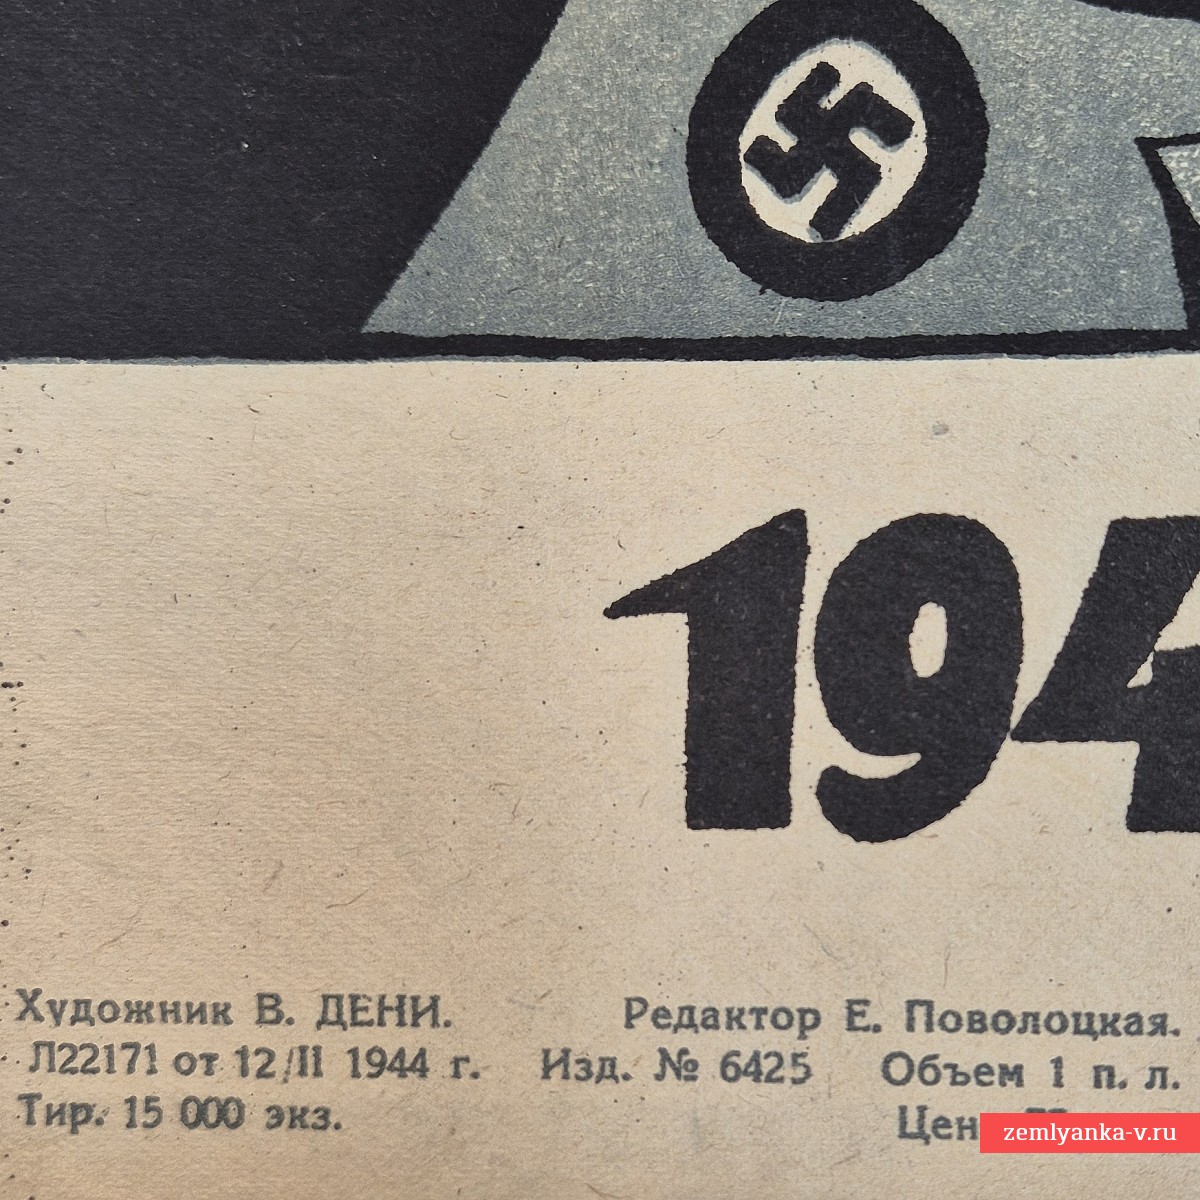 194
Художник В. ДЕНИ. Редактор Е. Поволоцкая.
Л22171 от 12/II 1944 г. Изд. № 6425 Объем 1 п. л.
Тир. 15 000 экз.
zemlyanka-v.ru